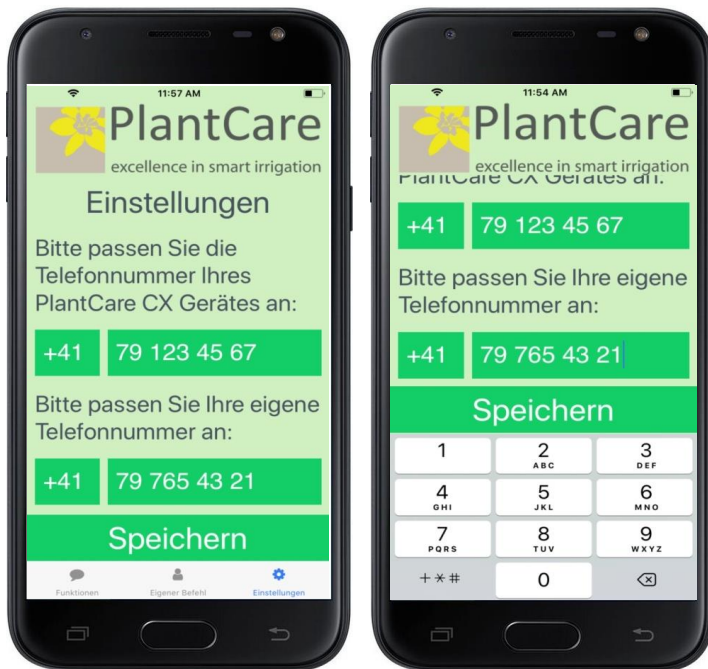 11:57 AM
PlantCare
excellence in smart irrigation
Einstellungen
Bitte passen Sie die
Telefonnummer Ihres
PlantCare CX Gerätes an:
+41 79 123 45 67
Bitte passen Sie Ihre eigene
Telefonnummer an:
+41 79 765 43 21
Speichern
Funktionen Eigener Befehl Einstellungen
11:54 AM
PlantCare
excellence in smart irrigation
PlantCare CX Gerätes an:
+41 79 123 45 67
Bitte passen Sie Ihre eigene
Telefonnummer an:
+41 79 765 43 21
Speichern
1 2 3
ABC DEF
4 5 6
GHI JKL MNO
7 8 9
PQRS TUV WXYZ
+*# 0